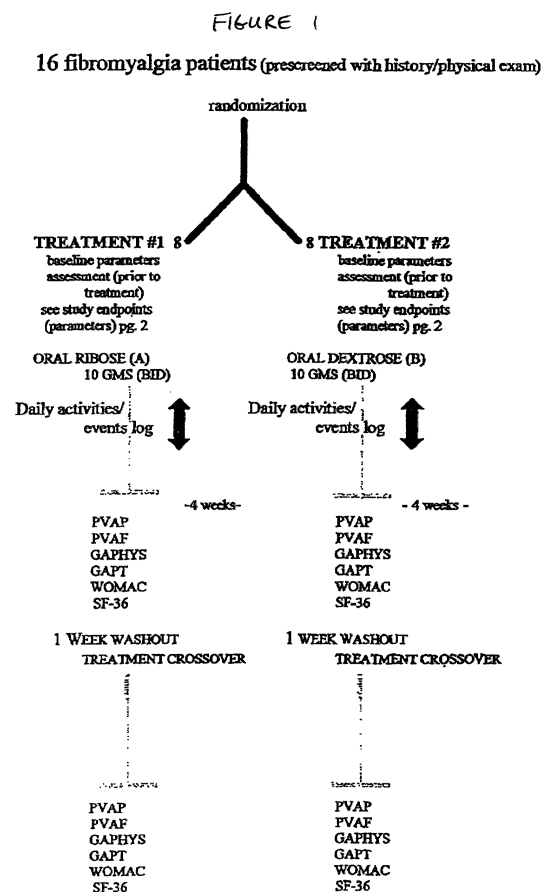 FIGURE 1
16 fibromyalgia patients (prescreened with history/physical exam)
randomization
TREATMENT #1 8
baseline parameters
assessment (prior to
treatment)
see study endpoints
(parameters) pg. 2
ORAL RIBOSE (A)
10 GMS (BID)
Daily activities/
events log
-4 weeks-
PVAP
PVAF
GAPHYS
GAPT
WOMAC
SF-36
1 WEEK WASHOUT
TREATMENT CROSSOVER
PVAP
PVAF
GAPHYS
GAPT
WOMAC
SF-36
8 TREATMENT #2
baseline parameters
assessment (prior to
treatment)
see study endpoints
(parameters) pg. 2
ORAL DEXTROSE (B)
10 GMS (BID)
Daily activities/
events log
- 4 weeks -
PVAP
PVAF
GAPHYS
GAPT
WOMAC
SF-36
1 WEEK WASHOUT
TREATMENT CROSSOVER
PVAP
PVAF
GAPHYS
GAPT
WOMAC
SF-36